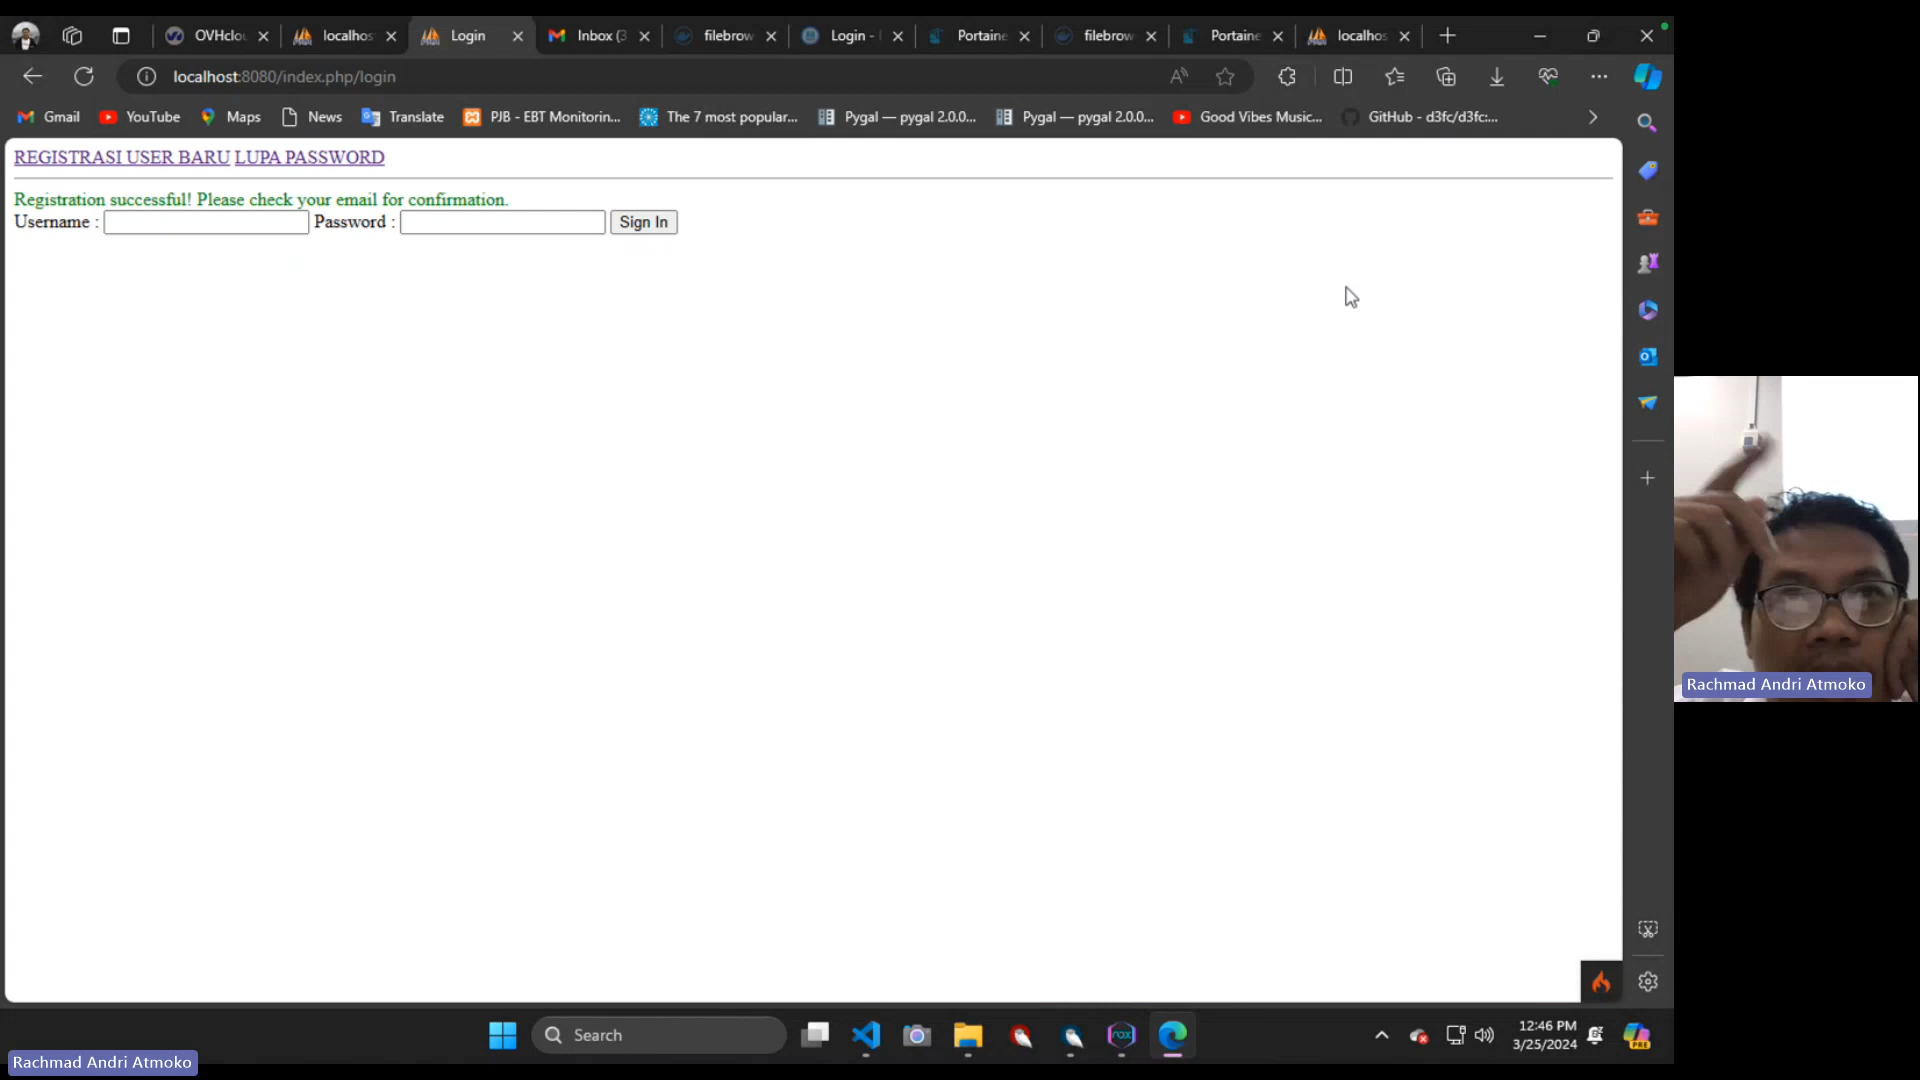 OVHclou
localhos
Login
Inbox (3
filebrow
Login -
Portaine
filebrow
Portaine
localhos
localhost:8080/index.php/login
Gmail
YouTube
Maps
News
Translate
PJB - EBT Monitorin...
The 7 most popular...
Pygal — pygal 2.0.0...
Pygal — pygal 2.0.0...
Good Vibes Music...
GitHub - d3fc/d3fc:...
REGISTRASI USER BARU LUPA PASSWORD
Registration successful! Please check your email for confirmation.
Username : Password : Sign In
Rachmad Andri Atmoko
Search
12:46 PM
3/25/2024
Rachmad Andri Atmoko